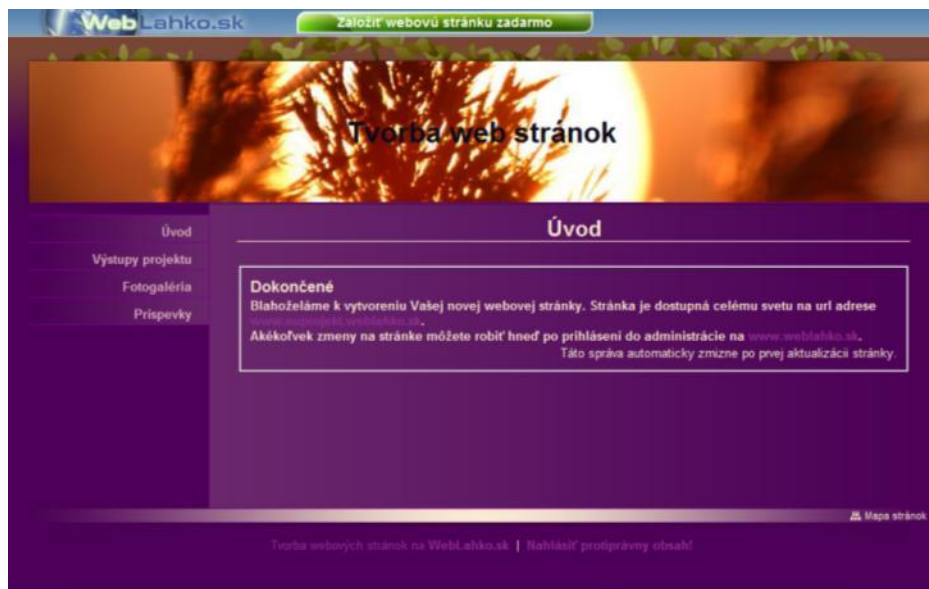 WebLahko.sk
Založiť webovú stránku zadarmo
Tvorba web stránok
Úvod
Výstupy projektu
Fotogaléria
Príspevky
Úvod
Dokončené
Blahoželáme k vytvoreniu Vašej novej webovej stránky. Stránka je dostupná celému svetu na url adrese
Akékoľvek zmeny na stránke môžete robiť hneď po prihlásení do administrácie na www.weblahko.sk.
Táto správa automaticky zmizne po prvej aktualizácii stránky.
Mapa stránok
Tvorba webových stránok na WebLahko.sk | Nahlásiť protiprávny obsah!